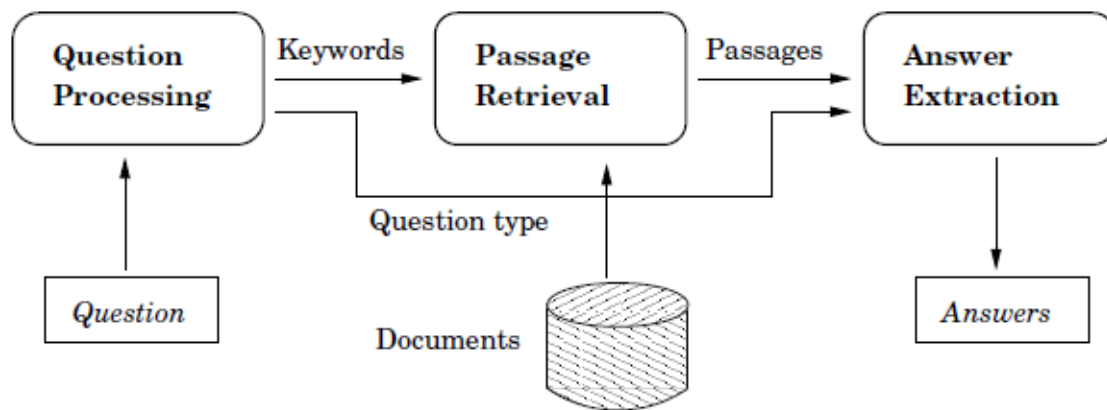 Question
Processing
Keywords
Passage
Retrieval
Passages
Answer
Extraction
Question type
Question
Documents
Answers